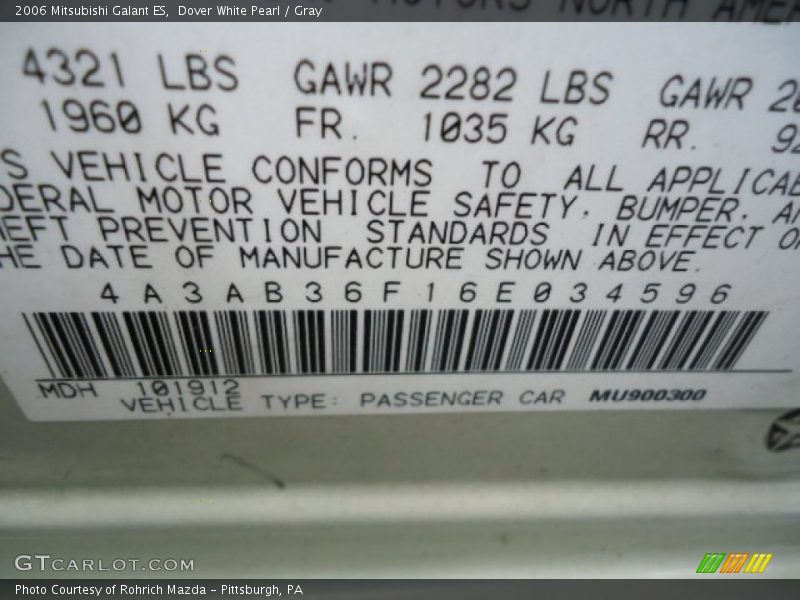 2006 Mitsubishi Galant ES, Dover White Pearl / Gray
MOTORS NORTH
4321 LBS GAWR 2282 LBS GAWR
1960 KG FR. 1035 KG RR.
VEHICLE CONFORMS TO ALL
MOTOR VEHICLE SAFETY, BUMPER,
PREVENTION STANDARDS IN EFFECT
DATE OF MANUFACTURE SHOWN ABOVE.
4A3AB36F16E034596
MDH 101912
VEHICLE TYPE: PASSENGER CAR MU900300
GTCARLOT.COM
Photo Courtesy of Rohrich Mazda - Pittsburgh, PA